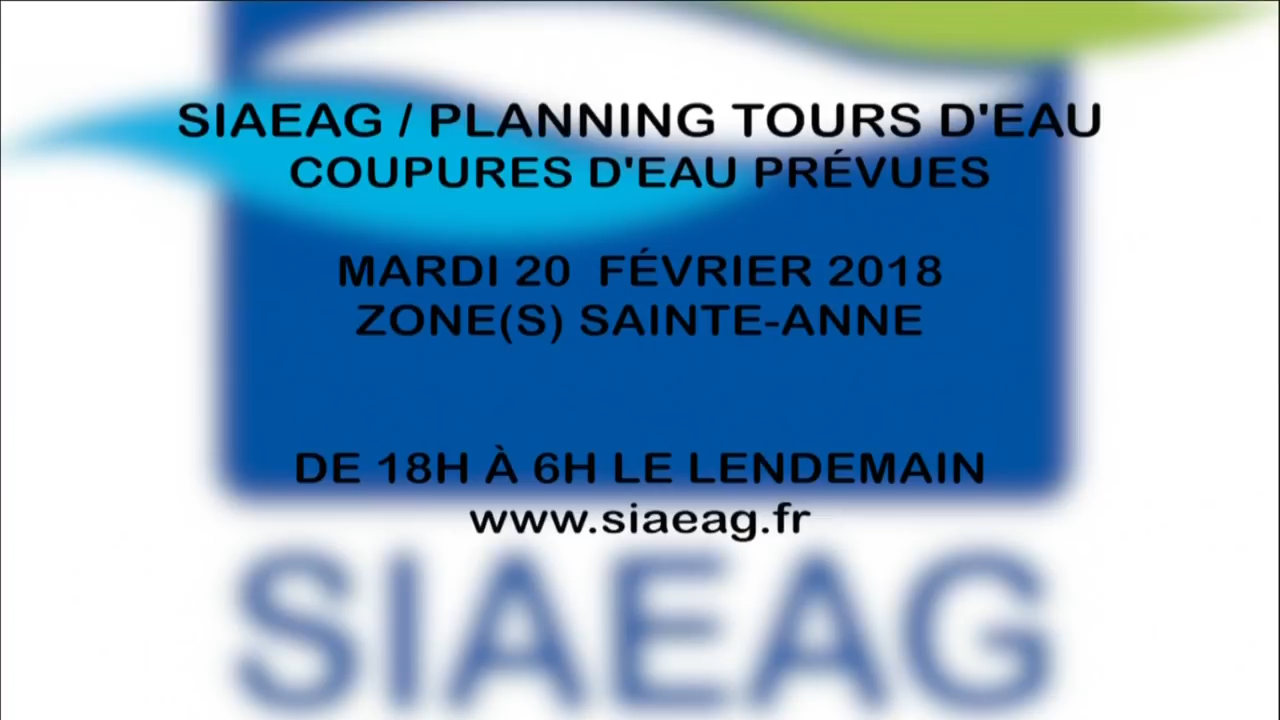 SIAEAG / PLANNING TOURS D'EAU
COUPURES D'EAU PRÉVUES
MARDI 20  FÉVRIER 2018
ZONE(S) SAINTE-ANNE
DE 18H À 6H LE LENDEMAIN
www.siaeag.fr
SIAEAG